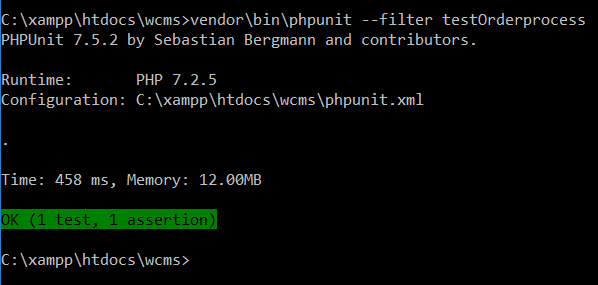 C:\xampp\htdocs\wcms>vendor\bin\phpunit --filter testOrderprocess
PHPUnit 7.5.2 by Sebastian Bergmann and contributors.
Runtime:       PHP 7.2.5
Configuration: C:\xampp\htdocs\wcms\phpunit.xml
.
Time: 458 ms, Memory: 12.00MB
OK (1 test, 1 assertion)
C:\xampp\htdocs\wcms>